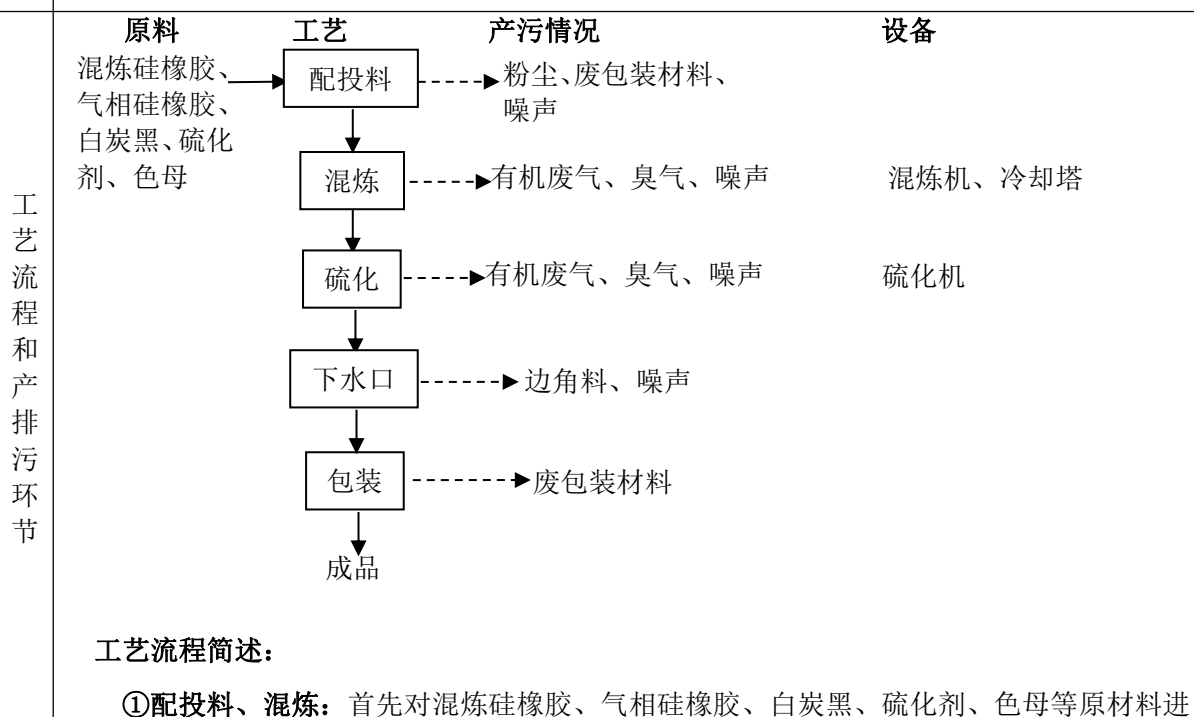 工艺流程和产排污环节
原料 工艺 产污情况 设备
混炼硅橡胶、
气相硅橡胶、
白炭黑、硫化
剂、色母
配投料
粉尘、废包装材料、
噪声
混炼
有机废气、臭气、噪声
混炼机、冷却塔
硫化
有机废气、臭气、噪声
硫化机
下水口
边角料、噪声
包装
废包装材料
成品
工艺流程简述：
①配投料、混炼：首先对混炼硅橡胶、气相硅橡胶、白炭黑、硫化剂、色母等原材料进